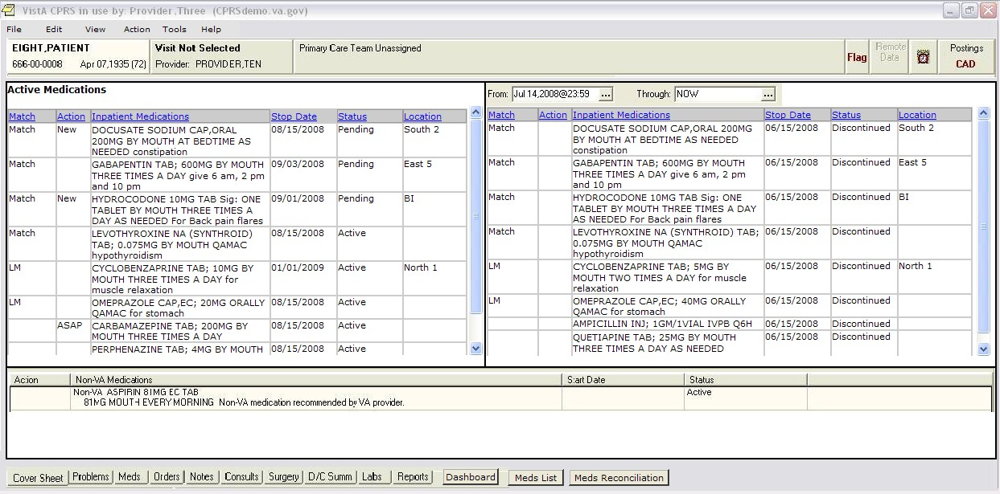 VistA CPRS in use by: Provider,Three (CPRSdemo.va.gov)
File Edit View Action Tools Help
EIGHT,PATIENT
666-00-0008 Apr 07,1935 (72)
Visit Not Selected
Provider: PROVIDER,TEN
Primary Care Team Unassigned
Flag
Remote
Data
Postings
CAD
Active Medications
Match Action Inpatient Medications Stop Date Status Location
Match New DOCUSATE SODIUM CAP,ORAL 08/15/2008 Pending South 2
200MG BY MOUTH AT BEDTIME AS
NEEDED constipation
Match GABAPENTIN TAB; 600MG BY MOUTH 09/03/2008 Pending East 5
THREE TIMES A DAY give 6 am, 2 pm
and 10 pm
Match New HYDROCODONE 10MG TAB Sig: ONE 09/01/2008 Pending BI
TABLET BY MOUTH THREE TIMES A
DAY AS NEEDED For Back pain flares
Match LEVOTHYROXINE NA (SYNTHROID) 08/15/2008 Active
TAB; 0.075MG BY MOUTH QAMAC
hypothyroidism
LM CYCLOBENZAPRINE TAB; 10MG BY 01/01/2009 Active North 1
MOUTH THREE TIMES A DAY for
muscle relaxation
LM OMEPRAZOLE CAP,EC; 20MG ORALLY 08/15/2008 Active
QAMAC for stomach
ASAP CARBAMAZEPINE TAB; 200MG BY 08/15/2008 Active
MOUTH THREE TIMES A DAY
PERPHENAZINE TAB; 4MG BY MOUTH 08/15/2008 Active
From: Jul 14,2008@23:59 ... Through: NOW ...
Match Action Inpatient Medications Stop Date Status Location
Match DOCUSATE SODIUM CAP,ORAL 200MG 06/15/2008 Discontinued South 2
BY MOUTH AT BEDTIME AS NEEDED
constipation
Match GABAPENTIN TAB; 600MG BY MOUTH 06/15/2008 Discontinued East 5
THREE TIMES A DAY give 6 am, 2 pm
and 10 pm
Match HYDROCODONE 10MG TAB Sig: ONE 06/15/2008 Discontinued BI
TABLET BY MOUTH THREE TIMES A DAY
AS NEEDED For Back pain flares
Match LEVOTHYROXINE NA (SYNTHROID) TAB; 06/15/2008 Discontinued
0.075MG BY MOUTH QAMAC
hypothyroidism
LM CYCLOBENZAPRINE TAB; 5MG BY 06/15/2008 Discontinued North 1
MOUTH TWO TIMES A DAY for muscle
relaxation
LM OMEPRAZOLE CAP,EC; 40MG ORALLY 06/15/2008 Discontinued
QAMAC for stomach
AMPICILLIN INJ; 1GM/1VIAL IVPB Q6H 06/15/2008 Discontinued
QUETIAPINE TAB; 25MG BY MOUTH 06/15/2008 Discontinued
THREE TIMES A DAY AS NEEDED
Action Non-VA Medications Start Date Status
Non-VA ASPIRIN 81MG EC TAB Active
81MG MOUTH EVERY MORNING Non-VA medication recommended by VA provider.
Cover Sheet Problems Meds Orders Notes Consults Surgery D/C Summ Labs Reports Dashboard Meds List Meds Reconciliation